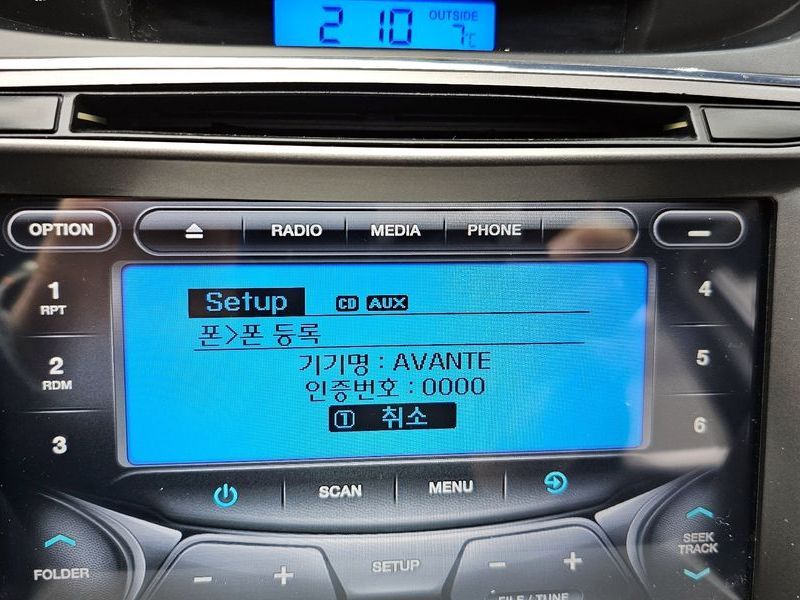 2 10 OUTSIDE 7℃
OPTION RADIO MEDIA PHONE
Setup CD AUX
폰>폰 등록
기기명 : AVANTE
인증번호 : 0000
① 취소
1 RPT
2 RDM
3
4
5
6
SCAN MENU
FOLDER
SETUP
SEEK
TRACK
FILE / TUNE